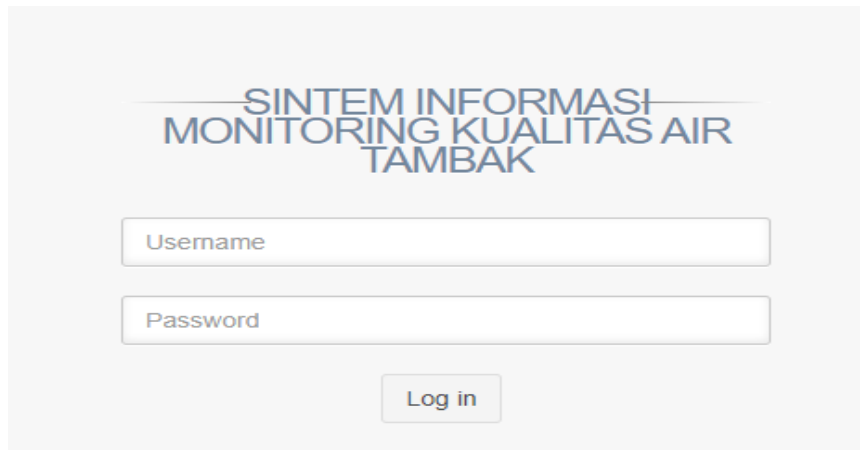 SINTEM INFORMASI
MONITORING KUALITAS AIR
TAMBAK
Username
Password
Log in